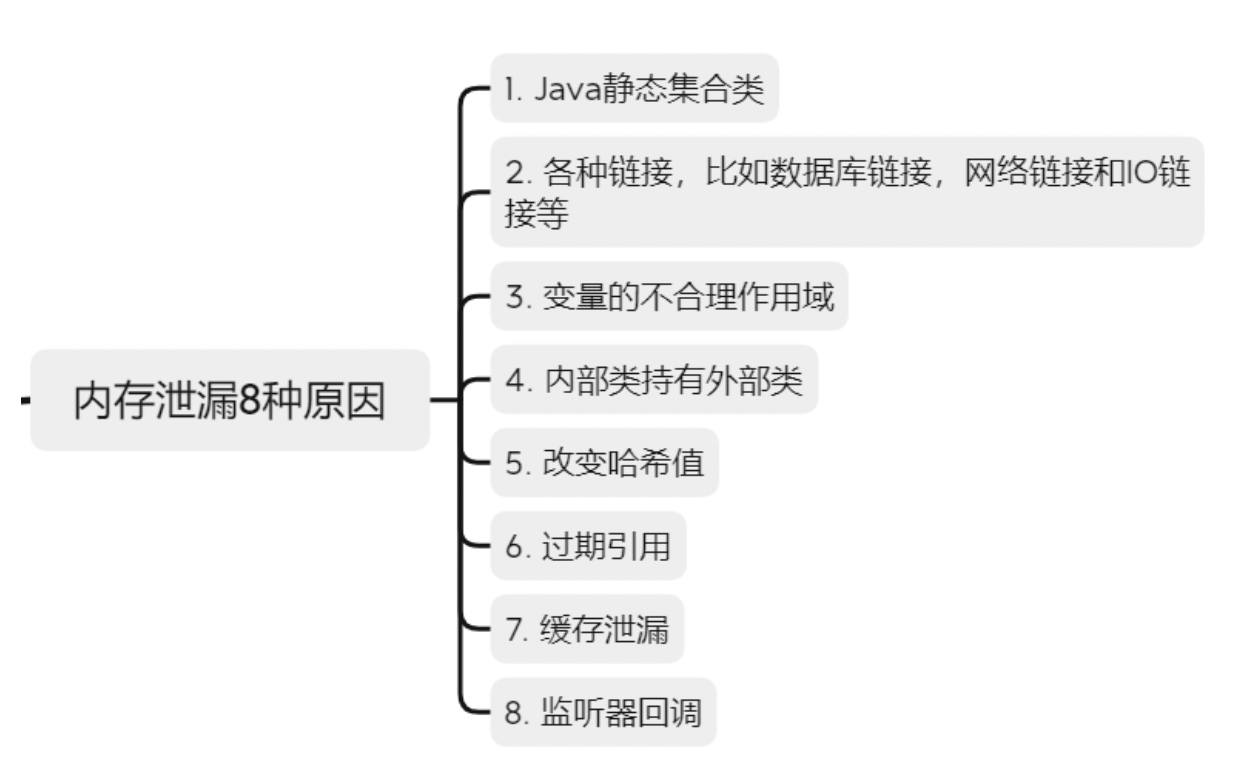 1. Java静态集合类
2. 各种链接，比如数据库链接，网络链接和IO链
接等
3. 变量的不合理作用域
4. 内部类持有外部类
内存泄漏8种原因
5. 改变哈希值
6. 过期引用
7. 缓存泄漏
8. 监听器回调